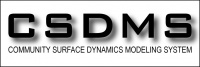 CSDMS
COMMUNITY SURFACE DYNAMICS MODELING SYSTEM